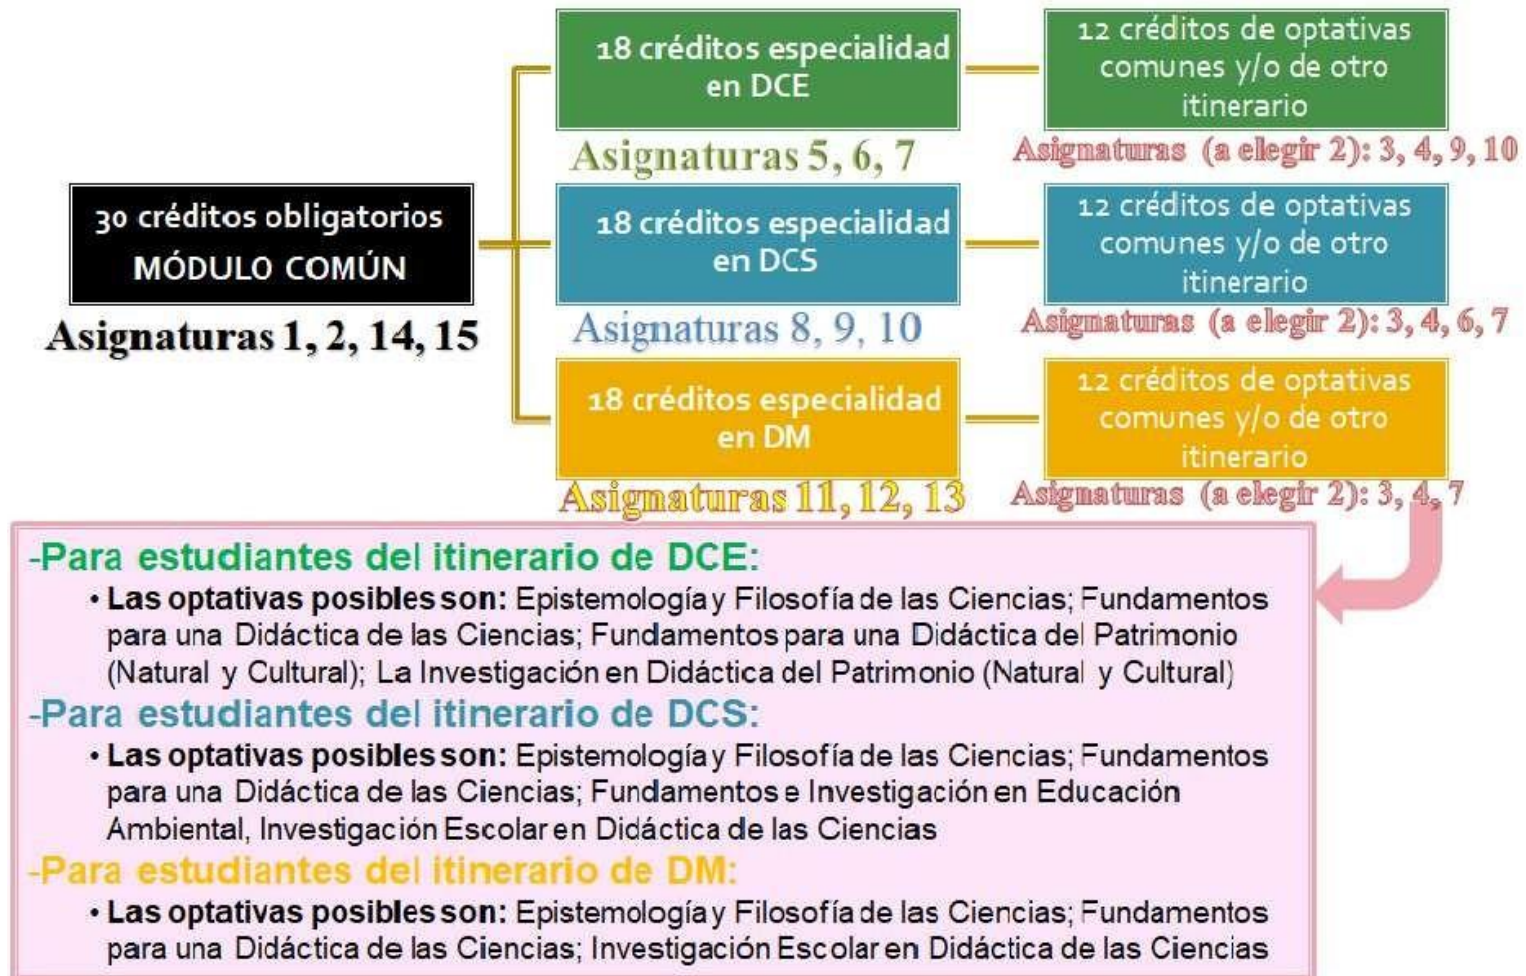 30 créditos obligatorios
MÓDULO COMÚN
Asignaturas 1, 2, 14, 15
18 créditos especialidad
en DCE
Asignaturas 5, 6, 7
12 créditos de optativas
comunes y/o de otro
itinerario
Asignaturas (a elegir 2): 3, 4, 9, 10
18 créditos especialidad
en DCS
Asignaturas 8, 9, 10
12 créditos de optativas
comunes y/o de otro
itinerario
Asignaturas (a elegir 2): 3, 4, 6, 7
18 créditos especialidad
en DM
Asignaturas 11, 12, 13
12 créditos de optativas
comunes y/o de otro
itinerario
Asignaturas (a elegir 2): 3, 4, 7
-Para estudiantes del itinerario de DCE:
• Las optativas posibles son: Epistemología y Filosofía de las Ciencias; Fundamentos
para una Didáctica de las Ciencias; Fundamentos para una Didáctica del Patrimonio
(Natural y Cultural); La Investigación en Didáctica del Patrimonio (Natural y Cultural)
-Para estudiantes del itinerario de DCS:
• Las optativas posibles son: Epistemología y Filosofía de las Ciencias; Fundamentos
para una Didáctica de las Ciencias; Fundamentos e Investigación en Educación
Ambiental, Investigación Escolar en Didáctica de las Ciencias
-Para estudiantes del itinerario de DM:
• Las optativas posibles son: Epistemología y Filosofía de las Ciencias; Fundamentos
para una Didáctica de las Ciencias; Investigación Escolar en Didáctica de las Ciencias